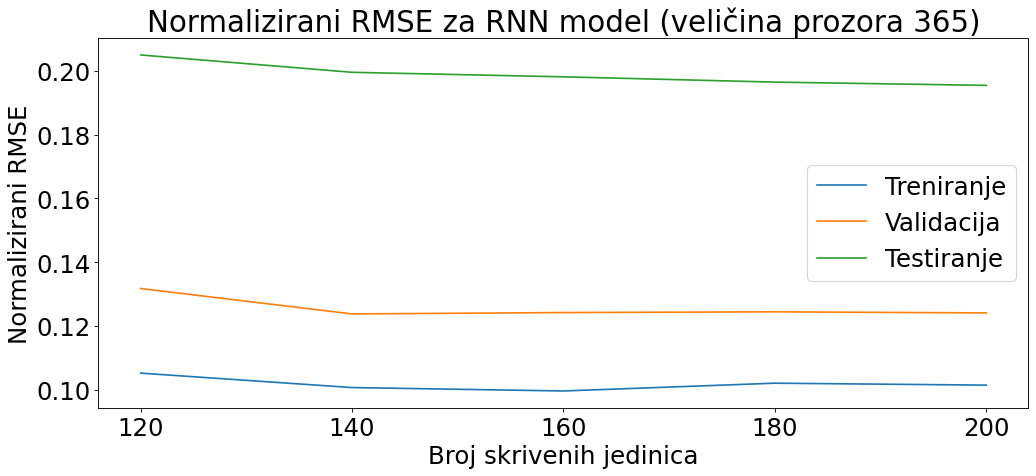 Normalizirani RMSE za RNN model (veličina prozora 365)
Normalizirani RMSE
0.20
0.18
0.16
0.14
0.12
0.10
Treniranje
Validacija
Testiranje
120 140 160 180 200
Broj skrivenih jedinica